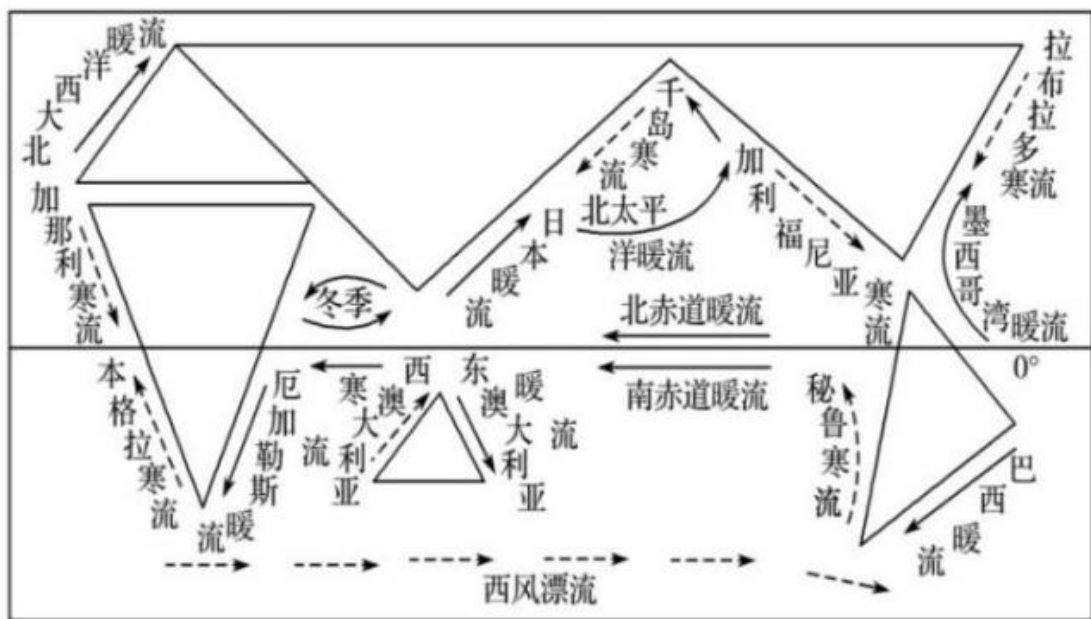 北大西洋暖流
拉布拉多寒流
千岛寒流
加那利寒流
加利福尼亚寒流
日本暖流
北太平
洋暖流
墨西哥湾暖流
冬季
北赤道暖流
0°
南赤道暖流
本格拉寒流
厄加勒斯暖流
西澳大利亚寒流
东澳大利亚暖流
秘鲁寒流
巴西暖流
西风漂流